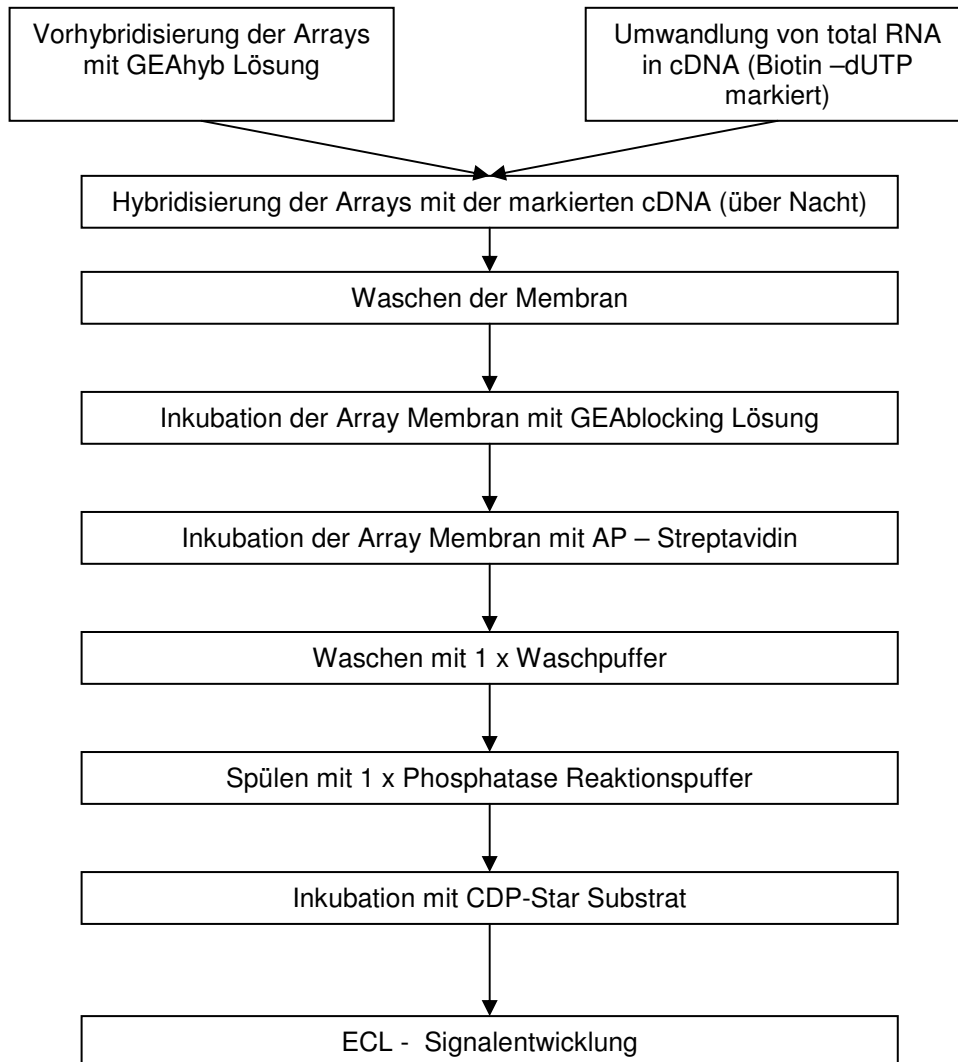 Vorhybridisierung der Arrays
mit GEAhyb Lösung
Umwandlung von total RNA
in cDNA (Biotin –dUTP
markiert)
Hybridisierung der Arrays mit der markierten cDNA (über Nacht)
Waschen der Membran
Inkubation der Array Membran mit GEAblocking Lösung
Inkubation der Array Membran mit AP – Streptavidin
Waschen mit 1 x Waschpuffer
Spülen mit 1 x Phosphatase Reaktionspuffer
Inkubation mit CDP-Star Substrat
ECL - Signalentwicklung